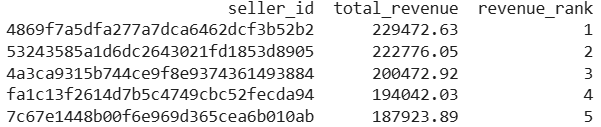 seller_id total_revenue revenue_rank
4869f7a5dfa277a7dca6462dcf3b52b2 229472.63 1
53243585a1d6dc2643021fd1853d8905 222776.05 2
4a3ca9315b744ce9f8e9374361493884 200472.92 3
fa1c13f2614d7b5c4749cbc52fecda94 194042.03 4
7c67e1448b00f6e969d365cea6b010ab 187923.89 5